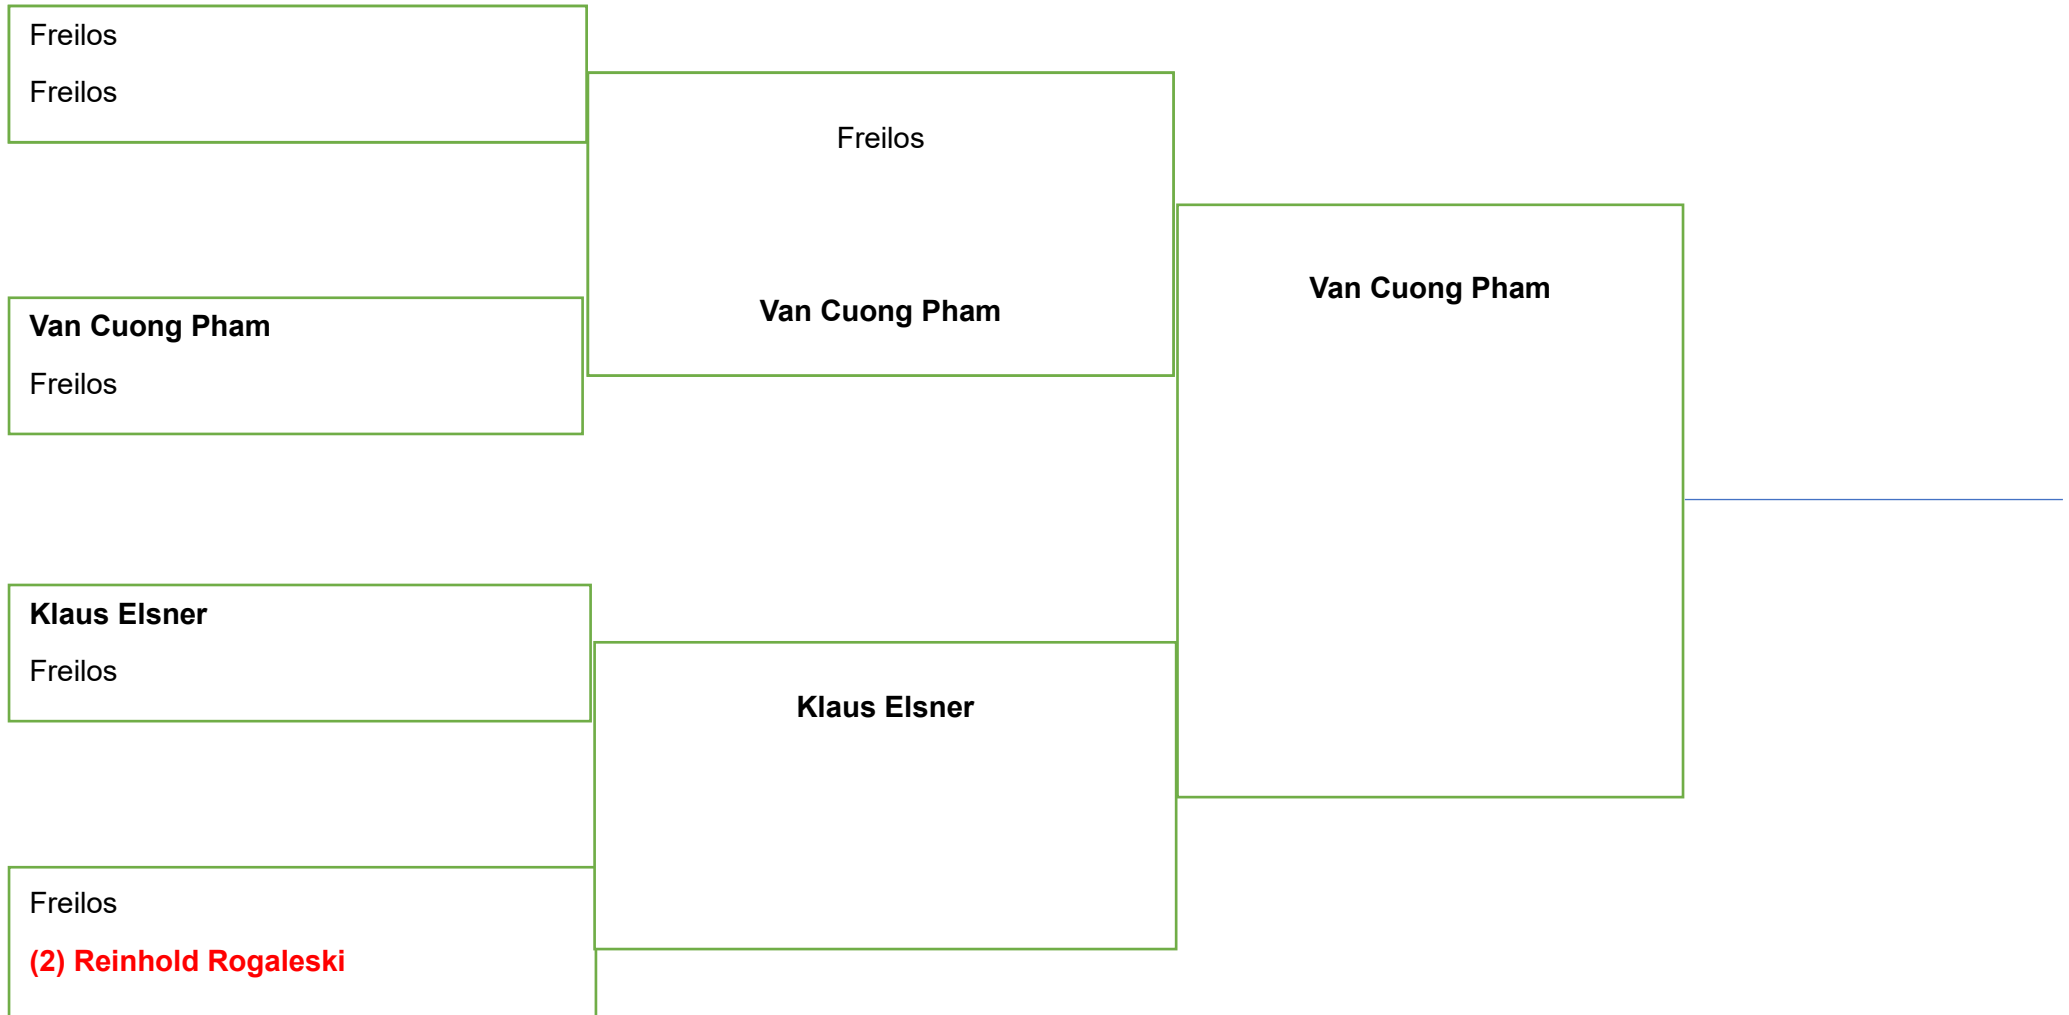 Freilos
Freilos
Freilos
Van Cuong Pham
Van Cuong Pham
Van Cuong Pham
Freilos
Klaus Elsner
Freilos
Klaus Elsner
Freilos
(2) Reinhold Rogaleski